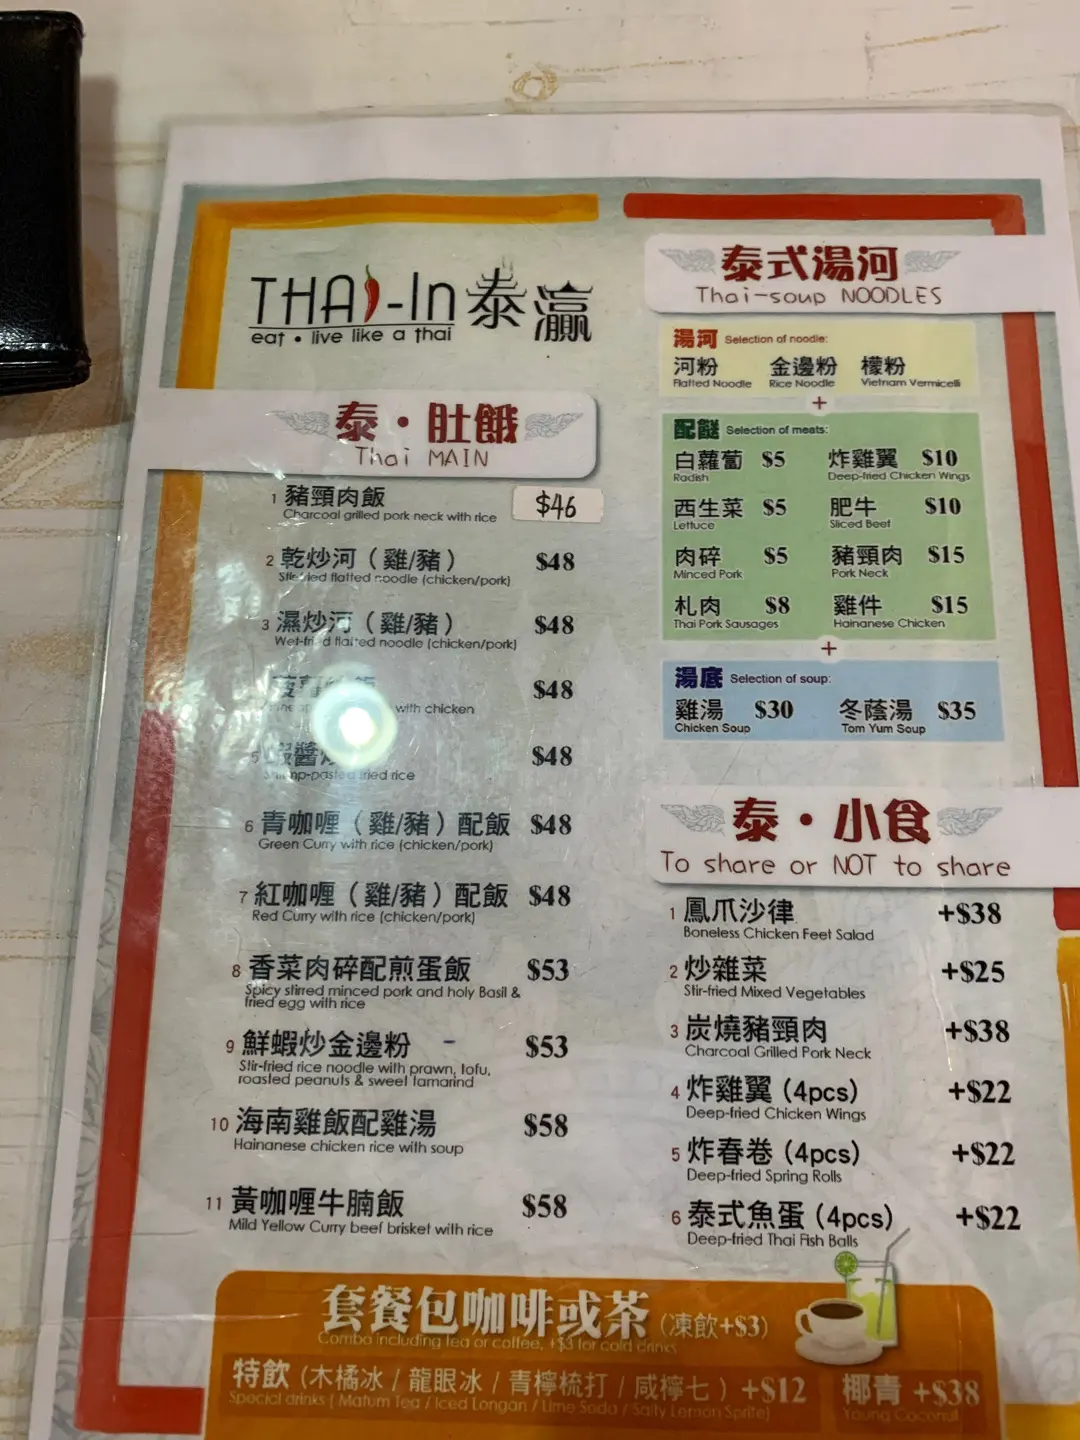 THAI-In 泰瀛
eat • live like a thai
泰・肚餓
Thai MAIN
1 豬頸肉飯 $46
Charcoal grilled pork neck with rice
2 乾炒河（雞/豬） $48
Stir-fried flatted noodle (chicken/pork)
3 濕炒河（雞/豬） $48
Wet-fried flatted noodle (chicken/pork)
$48
with chicken
5 蝦醬炒 $48
Shrimp-pasted fried rice
6 青咖喱（雞/豬）配飯 $48
Green Curry with rice (chicken/pork)
7 紅咖喱（雞/豬）配飯 $48
Red Curry with rice (chicken/pork)
8 香菜肉碎配煎蛋飯 $53
Spicy stirred minced pork and holy Basil &
fried egg with rice
9 鮮蝦炒金邊粉 $53
Stir-fried rice noodle with prawn, tofu,
roasted peanuts & sweet tamarind
10 海南雞飯配雞湯 $58
Hainanese chicken rice with soup
11 黃咖喱牛腩飯 $58
Mild Yellow Curry beef brisket with rice
泰式湯河
Thai-soup NOODLES
湯河 Selection of noodle:
河粉 金邊粉 檬粉
Flatted Noodle Rice Noodle Vietnam Vermicelli
+
配餸 Selection of meats:
白蘿蔔 $5 炸雞翼 $10
Radish Deep-fried Chicken Wings
西生菜 $5 肥牛 $10
Lettuce Sliced Beef
肉碎 $5 豬頸肉 $15
Minced Pork Pork Neck
札肉 $8 雞件 $15
Thai Pork Sausages Hainanese Chicken
+
湯底 Selection of soup:
雞湯 $30 冬蔭湯 $35
Chicken Soup Tom Yum Soup
泰・小食
To share or NOT to share
1 鳳爪沙律 +$38
Boneless Chicken Feet Salad
2 炒雜菜 +$25
Stir-fried Mixed Vegetables
3 炭燒豬頸肉 +$38
Charcoal Grilled Pork Neck
4 炸雞翼 (4pcs) +$22
Deep-fried Chicken Wings
5 炸春卷 (4pcs) +$22
Deep-fried Spring Rolls
6 泰式魚蛋 (4pcs) +$22
Deep-fried Thai Fish Balls
套餐包咖啡或茶 (凍飲+$3)
Combo including tea or coffee, +$3 for cold drinks
特飲 (木橘冰 / 龍眼冰 / 青檸梳打 / 咸檸七 ) +$12 椰青 +$38
Special drinks ( Matum Tea / Iced Longan / Lime Soda / Salty Lemon Sprite) Young Coconut